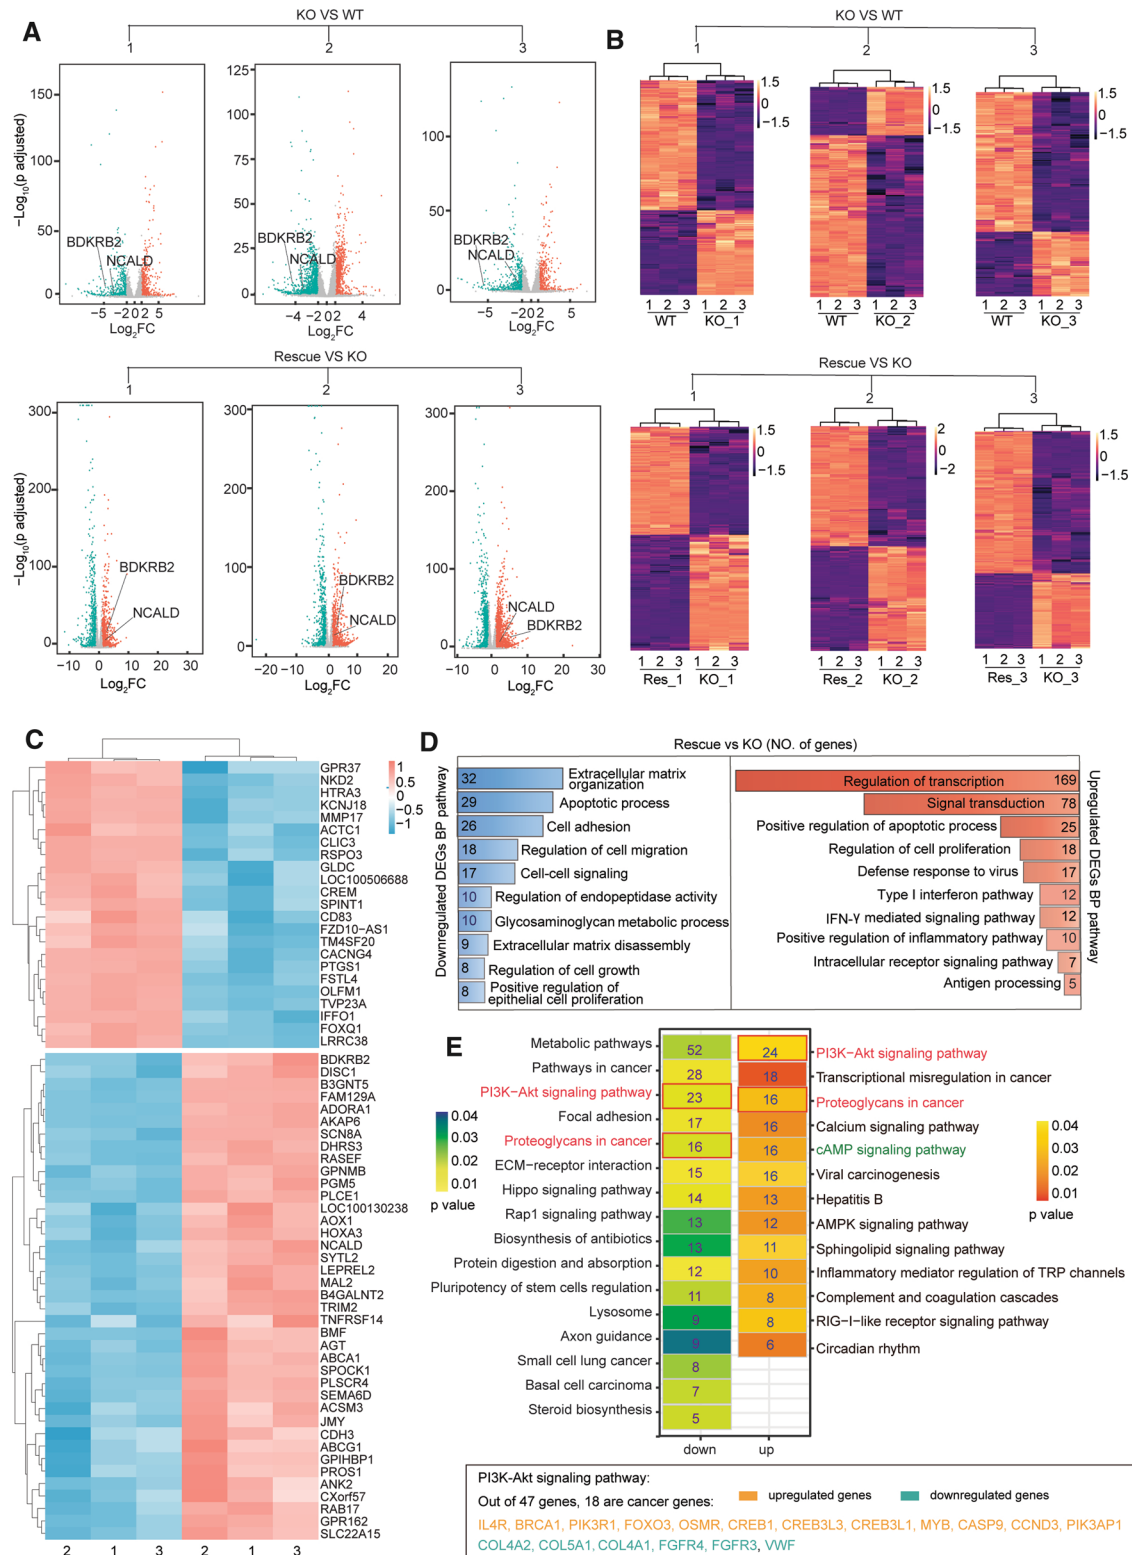 A
KO VS WT
1
2
3
−Log10(p adjusted)
150
100
50
0
BDKRB2
NCALD
−5
−2
0
2
5
Log2FC
125
100
75
50
25
0
BDKRB2
NCALD
−4
−2
0
2
4
Log2FC
100
50
0
BDKRB2
NCALD
−5
−2
0
2
5
Log2FC
Rescue VS KO
1
2
3
−Log10(p adjusted)
300
200
100
0
BDKRB2
NCALD
−10
0
10
20
30
Log2FC
300
200
100
0
BDKRB2
NCALD
−20
−10
0
10
20
Log2FC
300
200
100
0
NCALD
BDKRB2
−10
0
10
20
30
Log2FC
B
KO VS WT
1
2
3
1.5
0
−1.5
1 2 3 1 2 3
WT KO_1
1.5
0
−1.5
1 2 3 1 2 3
WT KO_2
1.5
0
−1.5
1 2 3 1 2 3
WT KO_3
Rescue VS KO
1
2
3
1.5
0
−1.5
1 2 3 1 2 3
Res_1 KO_1
2
0
−2
1 2 3 1 2 3
Res_2 KO_2
1.5
0
−1.5
1 2 3 1 2 3
Res_3 KO_3
C
1
0.5
0
−0.5
−1
GPR37
NKD2
HTRA3
KCNJ18
MMP17
ACTC1
CLIC3
RSPO3
GLDC
LOC100506688
CREM
SPINT1
CD83
FZD10−AS1
TM4SF20
CACNG4
PTGS1
FSTL4
OLFM1
TVP23A
IFFO1
FOXQ1
LRRC38
BDKRB2
DISC1
B3GNT5
FAM129A
ADORA1
AKAP6
SCN8A
DHRS3
RASEF
GPNMB
PGM5
PLCE1
LOC100130238
AOX1
HOXA3
NCALD
SYTL2
LEPREL2
MAL2
B4GALNT2
TRIM2
TNFRSF14
BMF
AGT
ABCA1
SPOCK1
PLSCR4
SEMA6D
ACSM3
JMY
CDH3
ABCG1
GPIHBP1
PROS1
ANK2
CXorf57
RAB17
GPR162
SLC22A15
2 1 3 2 1 3
D
Rescue vs KO (NO. of genes)
Downregulated DEGs BP pathway
32 Extracellular matrix
organization
29 Apoptotic process
26 Cell adhesion
18 Regulation of cell migration
17 Cell-cell signaling
10 Regulation of endopeptidase activity
10 Glycosaminoglycan metabolic process
9 Extracellular matrix disassembly
8 Regulation of cell growth
8 Positive regulation of
epithelial cell proliferation
Regulation of transcription 169
Signal transduction 78
Positive regulation of apoptotic process 25
Regulation of cell proliferation 18
Defense response to virus 17
Type I interferon pathway 12
IFN-γ mediated signaling pathway 12
Positive regulation of inflammatory pathway 10
Intracellular receptor signaling pathway 7
Antigen processing 5
Upregulated DEGs BP pathway
E
0.04
0.03
0.02
0.01
p value
Metabolic pathways 52
Pathways in cancer 28
PI3K−Akt signaling pathway 23
Focal adhesion 17
Proteoglycans in cancer 16
ECM−receptor interaction 15
Hippo signaling pathway 14
Rap1 signaling pathway 13
Biosynthesis of antibiotics 13
Protein digestion and absorption 12
Pluripotency of stem cells regulation 11
Lysosome 9
Axon guidance 9
Small cell lung cancer 8
Basal cell carcinoma 7
Steroid biosynthesis 5
24 PI3K−Akt signaling pathway
18 Transcriptional misregulation in cancer
16 Proteoglycans in cancer
16 Calcium signaling pathway
16 cAMP signaling pathway
16 Viral carcinogenesis
13 Hepatitis B
12 AMPK signaling pathway
11 Sphingolipid signaling pathway
10 Inflammatory mediator regulation of TRP channels
8 Complement and coagulation cascades
8 RIG−I−like receptor signaling pathway
6 Circadian rhythm
0.04
0.03
0.02
0.01
p value
down up
PI3K-Akt signaling pathway:
Out of 47 genes, 18 are cancer genes: upregulated genes downregulated genes
IL4R, BRCA1, PIK3R1, FOXO3, OSMR, CREB1, CREB3L3, CREB3L1, MYB, CASP9, CCND3, PIK3AP1
COL4A2, COL5A1, COL4A1, FGFR4, FGFR3, VWF